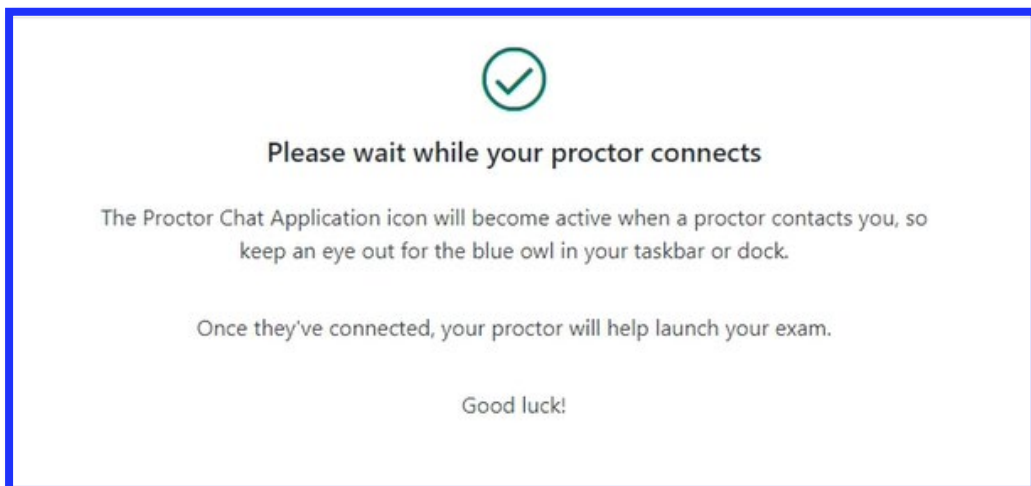 Please wait while your proctor connects
The Proctor Chat Application icon will become active when a proctor contacts you, so
keep an eye out for the blue owl in your taskbar or dock.
Once they've connected, your proctor will help launch your exam.
Good luck!